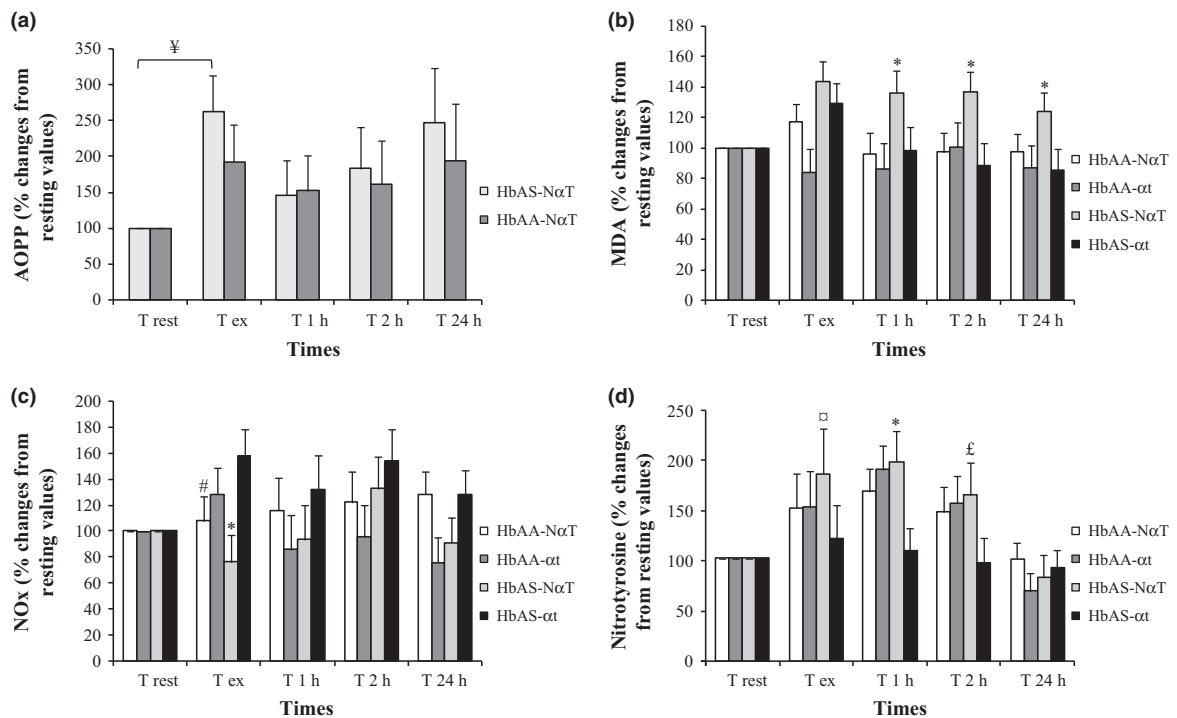 (a)
AOPP (% changes from
resting values)
350
300
250
200
150
100
50
0
¥
T rest T ex T 1 h T 2 h T 24 h
Times
HbAS-NαT
HbAA-NαT
(b)
MDA (% changes from
resting values)
180
160
140
120
100
80
60
40
20
0
* * *
T rest T ex T 1 h T 2 h T 24 h
Times
HbAA-NαT
HbAA-αt
HbAS-NαT
HbAS-αt
(c)
NOx (% changes from
resting values)
200
180
160
140
120
100
80
60
40
20
0
#
*
T rest T ex T 1 h T 2 h T 24 h
Times
HbAA-NαT
HbAA-αt
HbAS-NαT
HbAS-αt
(d)
Nitrotyrosine (% changes
from resting values)
250
200
150
100
50
0
¤ * £
T rest T ex T 1 h T 2 h T 24 h
Times
HbAA-NαT
HbAA-αt
HbAS-NαT
HbAS-αt